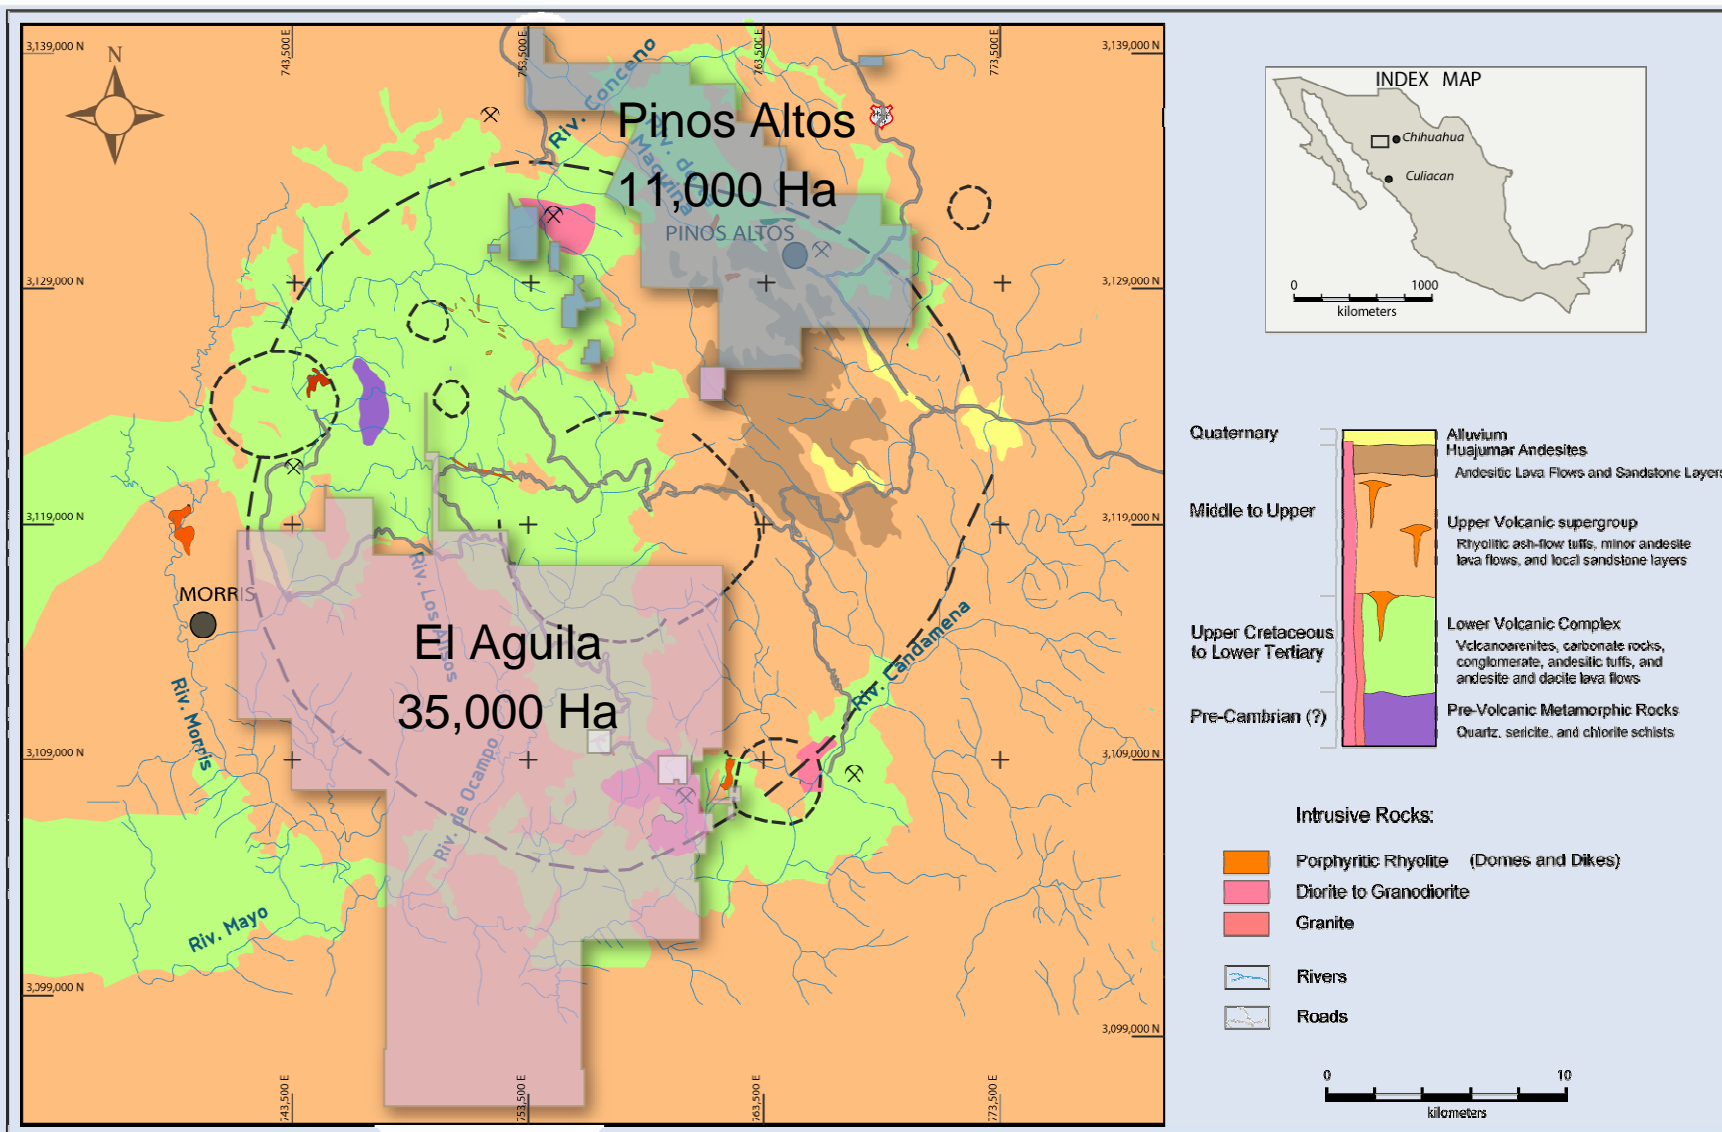 3,139,000 N
743,500 E
753,500 E
763,500 E
773,500 E
3,139,000 N
N
Riv. Conceno
Riv. de la
Maquina
Pinos Altos
11,000 Ha
PINOS ALTOS
3,129,000 N
3,129,000 N
3,119,000 N
3,119,000 N
MORRIS
Riv. Los Alisos
El Aguila
35,000 Ha
Riv. Candamena
Riv. Morris
3,109,000 N
3,109,000 N
Riv. de Ocampo
Riv. Mayo
3,099,000 N
3,099,000 N
743,500 E
753,500 E
763,500 E
773,500 E
INDEX MAP
Chihuahua
Culiacan
0 1000
kilometers
Quaternary
Alluvium
Huajumar Andesites
Andesitic Lava Flows and Sandstone Layers
Middle to Upper
Upper Volcanic supergroup
Rhyolitic ash-flow tuffs, minor andesite
lava flows, and local sandstone layers
Upper Cretaceous
to Lower Tertiary
Lower Volcanic Complex
Volcanoarenites, carbonate rocks,
conglomerate, andesitic tuffs, and
andesite and dacite lava flows
Pre-Cambrian (?)
Pre-Volcanic Metamorphic Rocks
Quartz, sericite, and chlorite schists
Intrusive Rocks:
Porphyritic Rhyolite (Domes and Dikes)
Diorite to Granodiorite
Granite
Rivers
Roads
0 10
kilometers